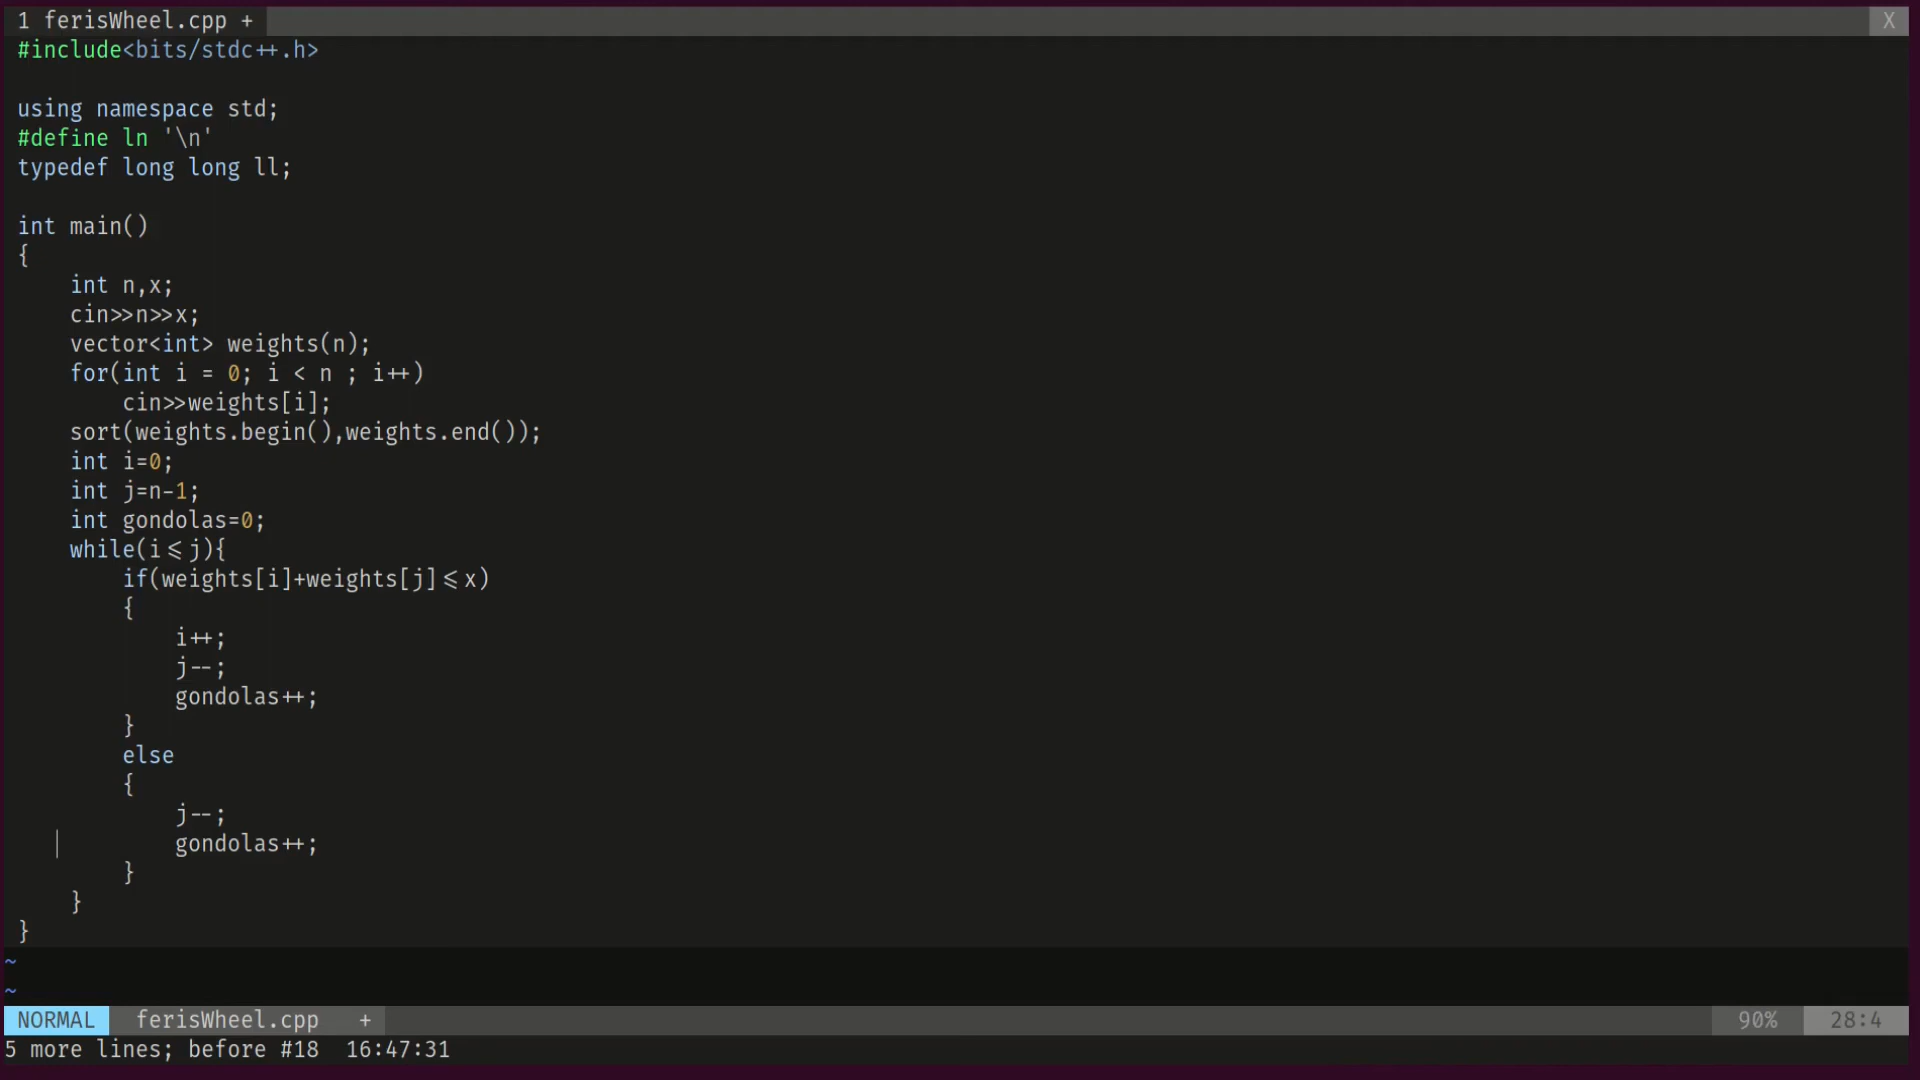 1 ferisWheel.cpp + X
#include<bits/stdc++.h>
using namespace std;
#define ln '\n'
typedef long long ll;
int main()
{
    int n,x;
    cin>>n>>x;
    vector<int> weights(n);
    for(int i = 0; i < n ; i++)
        cin>>weights[i];
    sort(weights.begin(),weights.end());
    int i=0;
    int j=n-1;
    int gondolas=0;
    while(i<=j){
        if(weights[i]+weights[j]<=x)
        {
            i++;
            j--;
            gondolas++;
        }
        else
        {
            j--;
            gondolas++;
        }
    }
}
~
~
NORMAL ferisWheel.cpp + 90% 28:4
5 more lines; before #18  16:47:31